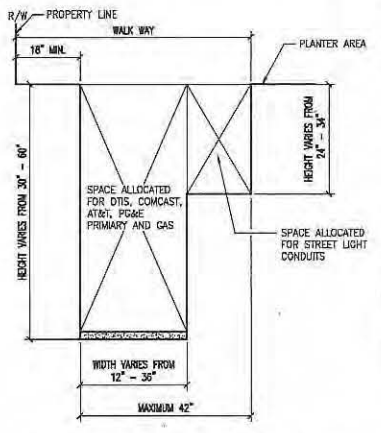 R/W
PROPERTY LINE
WALK WAY
18" MIN.
PLANTER AREA
HEIGHT VARIES FROM 30" - 60"
HEIGHT VARIES FROM
24" - 34"
SPACE ALLOCATED
FOR DTIS, COMCAST,
AT&T, PG&E
PRIMIARY AND GAS
SPACE ALLOCATED
FOR STREET LIGHT
CONDUITS
WIDTH VARIES FROM
12" - 36"
MAXIMUM 42"